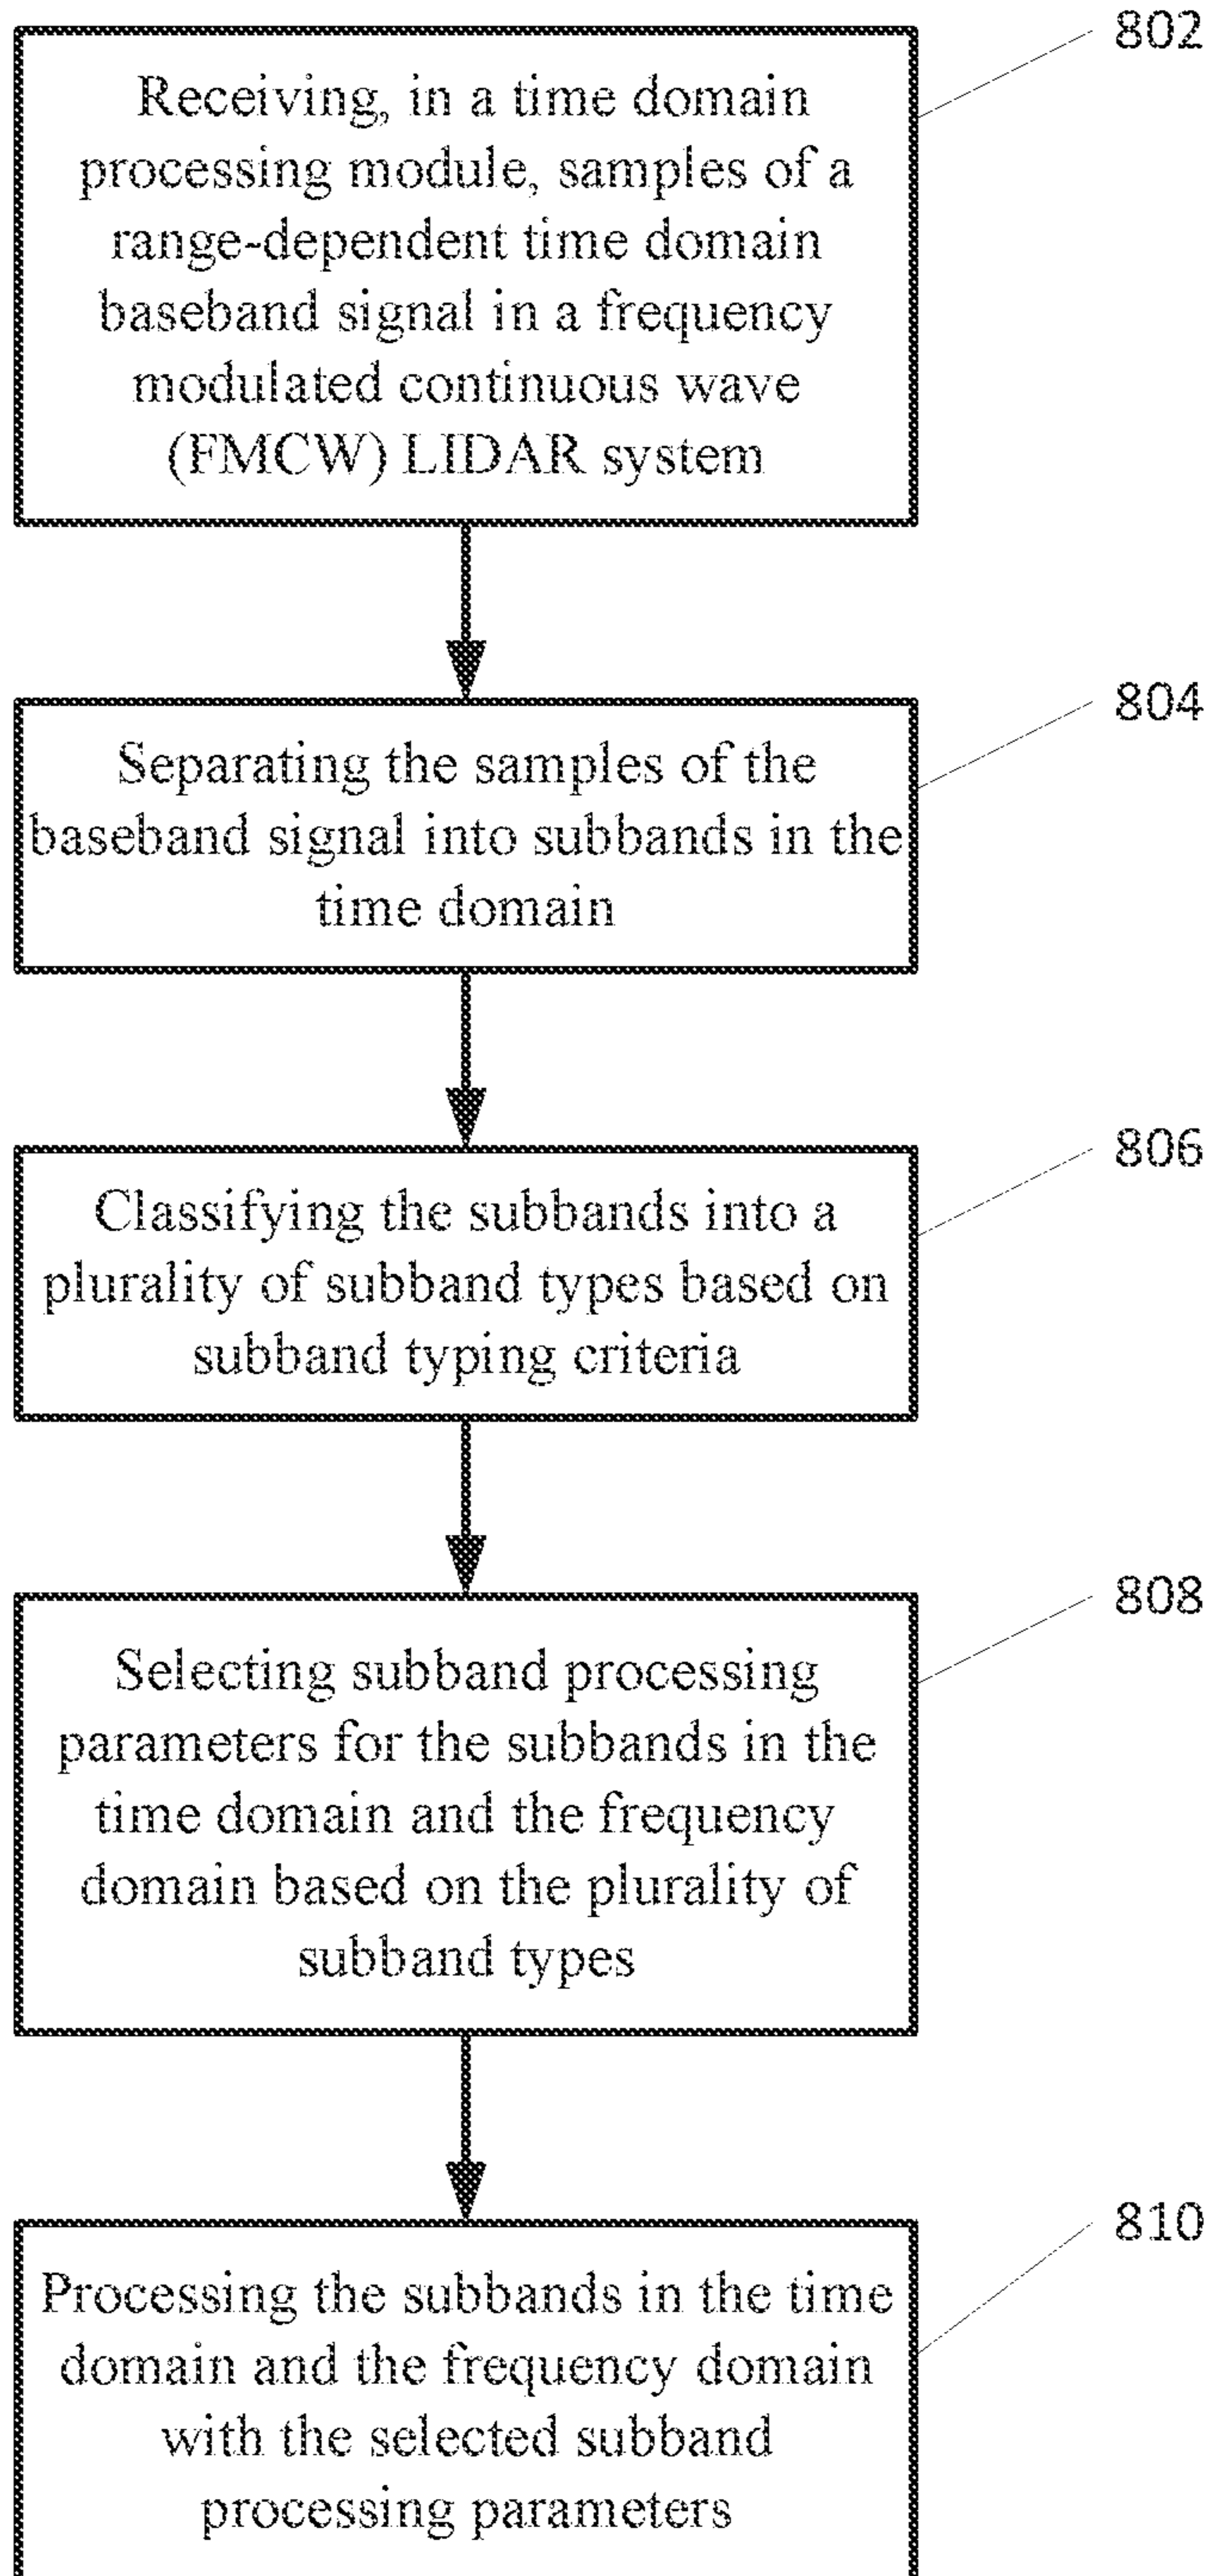 802
Receiving, in a time domain
processing module, samples of a
range-dependent time domain
baseband signal in a frequency
modulated continuous wave
(FMCW) LIDAR system
804
Separating the samples of the
baseband signal into subbands in the
time domain
806
Classifying the subbands into a
plurality of subband types based on
subband typing criteria
808
Selecting subband processing
parameters for the subbands in the
time domain and the frequency
domain based on the plurality of
subband types
810
Processing the subbands in the time
domain and the frequency domain
with the selected subband
processing parameters